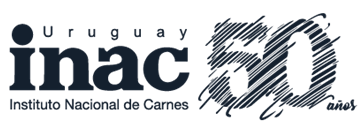 Uruguay
inac
Instituto Nacional de Carnes
50
años